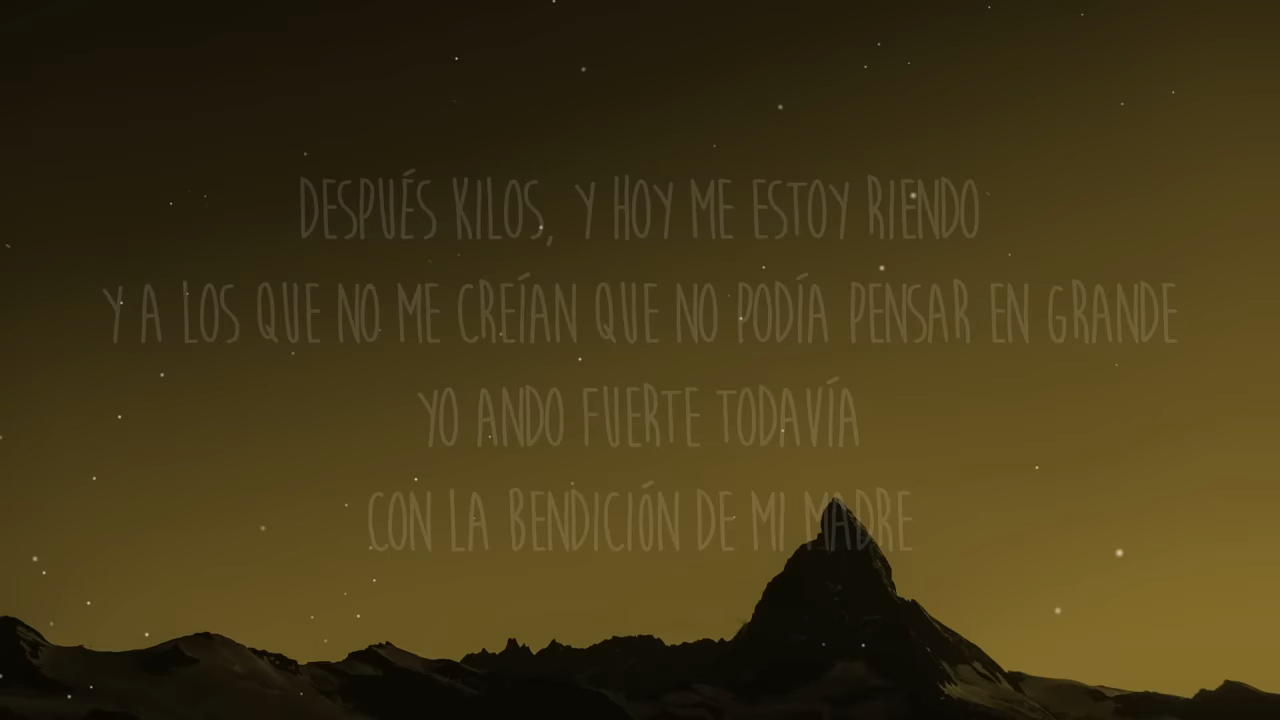 DESPUÉS KILOS, Y HOY ME ESTOY RIENDO
Y A LOS QUE NO ME CREÍAN QUE NO PODÍA PENSAR EN GRANDE
YO ANDO FUERTE TODAVÍA
CON LA BENDICIÓN DE MI MADRE